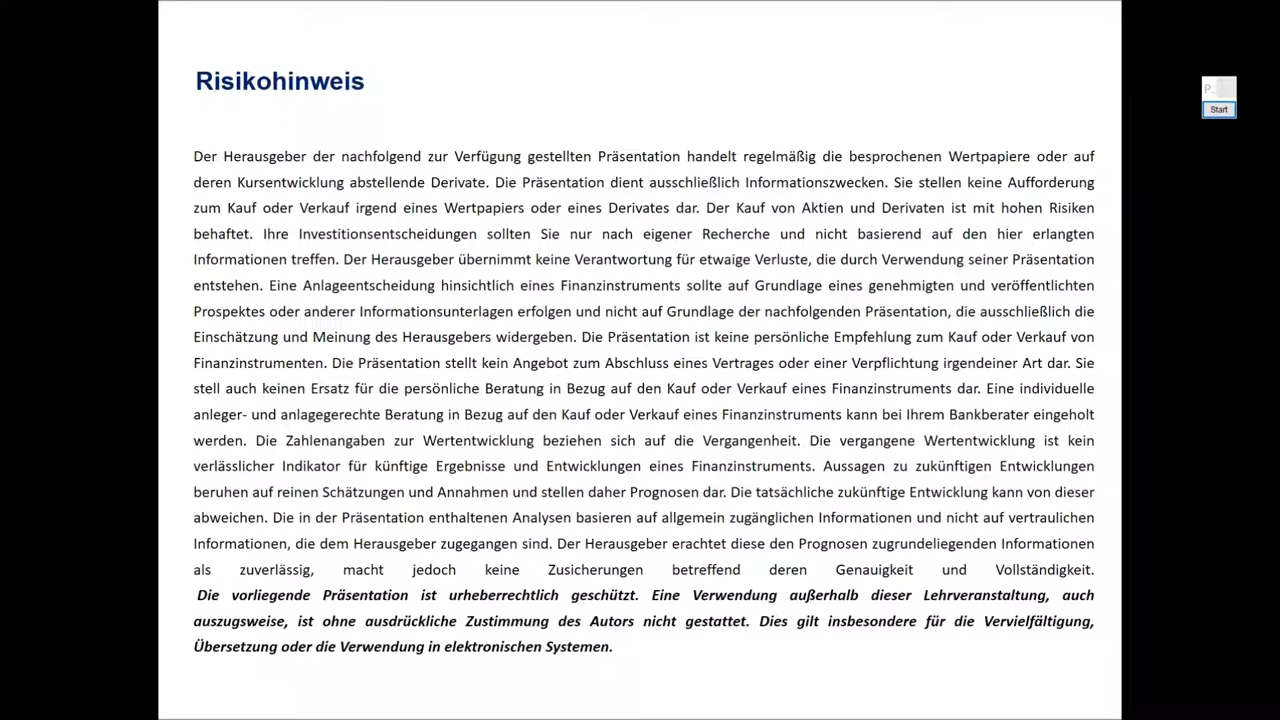 Risikohinweis
Der Herausgeber der nachfolgend zur Verfügung gestellten Präsentation handelt regelmäßig die besprochenen Wertpapiere oder auf
deren Kursentwicklung abstellende Derivate. Die Präsentation dient ausschließlich Informationszwecken. Sie stellen keine Aufforderung
zum Kauf oder Verkauf irgend eines Wertpapiers oder eines Derivates dar. Der Kauf von Aktien und Derivaten ist mit hohen Risiken
behaftet. Ihre Investitionsentscheidungen sollten Sie nur nach eigener Recherche und nicht basierend auf den hier erlangten
Informationen treffen. Der Herausgeber übernimmt keine Verantwortung für etwaige Verluste, die durch Verwendung seiner Präsentation
entstehen. Eine Anlageentscheidung hinsichtlich eines Finanzinstruments sollte auf Grundlage eines genehmigten und veröffentlichten
Prospektes oder anderer Informationsunterlagen erfolgen und nicht auf Grundlage der nachfolgenden Präsentation, die ausschließlich die
Einschätzung und Meinung des Herausgebers widergeben. Die Präsentation ist keine persönliche Empfehlung zum Kauf oder Verkauf von
Finanzinstrumenten. Die Präsentation stellt kein Angebot zum Abschluss eines Vertrages oder einer Verpflichtung irgendeiner Art dar. Sie
stell auch keinen Ersatz für die persönliche Beratung in Bezug auf den Kauf oder Verkauf eines Finanzinstruments dar. Eine individuelle
anleger- und anlagegerechte Beratung in Bezug auf den Kauf oder Verkauf eines Finanzinstruments kann bei Ihrem Bankberater eingeholt
werden. Die Zahlenangaben zur Wertentwicklung beziehen sich auf die Vergangenheit. Die vergangene Wertentwicklung ist kein
verlässlicher Indikator für künftige Ergebnisse und Entwicklungen eines Finanzinstruments. Aussagen zu zukünftigen Entwicklungen
beruhen auf reinen Schätzungen und Annahmen und stellen daher Prognosen dar. Die tatsächliche zukünftige Entwicklung kann von dieser
abweichen. Die in der Präsentation enthaltenen Analysen basieren auf allgemein zugänglichen Informationen und nicht auf vertraulichen
Informationen, die dem Herausgeber zugegangen sind. Der Herausgeber erachtet diese den Prognosen zugrundeliegenden Informationen
als zuverlässig, macht jedoch keine Zusicherungen betreffend deren Genauigkeit und Vollständigkeit.
Die vorliegende Präsentation ist urheberrechtlich geschützt. Eine Verwendung außerhalb dieser Lehrveranstaltung, auch
auszugsweise, ist ohne ausdrückliche Zustimmung des Autors nicht gestattet. Dies gilt insbesondere für die Vervielfältigung,
Übersetzung oder die Verwendung in elektronischen Systemen.
Start